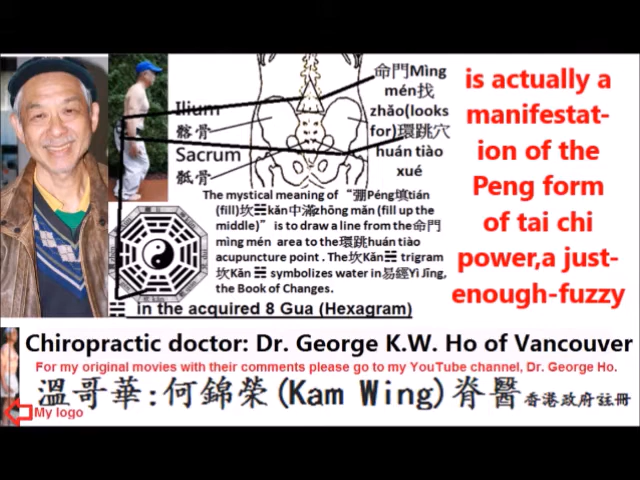 命門Mìng
mén找
zhǎo(looks
for)環跳穴
huán tiào
xué
Ilium
髂骨
Sacrum
骶骨
The mystical meaning of “弸Péng填tián
(fill)坎☵kăn中滿zhōng măn (fill up the
middle)” is to draw a line from the命門
mìng mén area to the環跳huán tiào
acupuncture point . The坎Kăn☵ trigram
坎Kăn ☵ symbolizes water in易經Yì Jīng,
the Book of Changes.
☵ in the acquired 8 Gua (Hexagram)
is actually a
manifestat-
ion of the
Peng form
of tai chi
power,a just-
enough-fuzzy
Chiropractic doctor: Dr. George K.W. Ho of Vancouver
For my original movies with their comments please go to my YouTube channel, Dr. George Ho.
溫哥華:何錦榮(Kam Wing)脊醫香港政府註冊
My logo